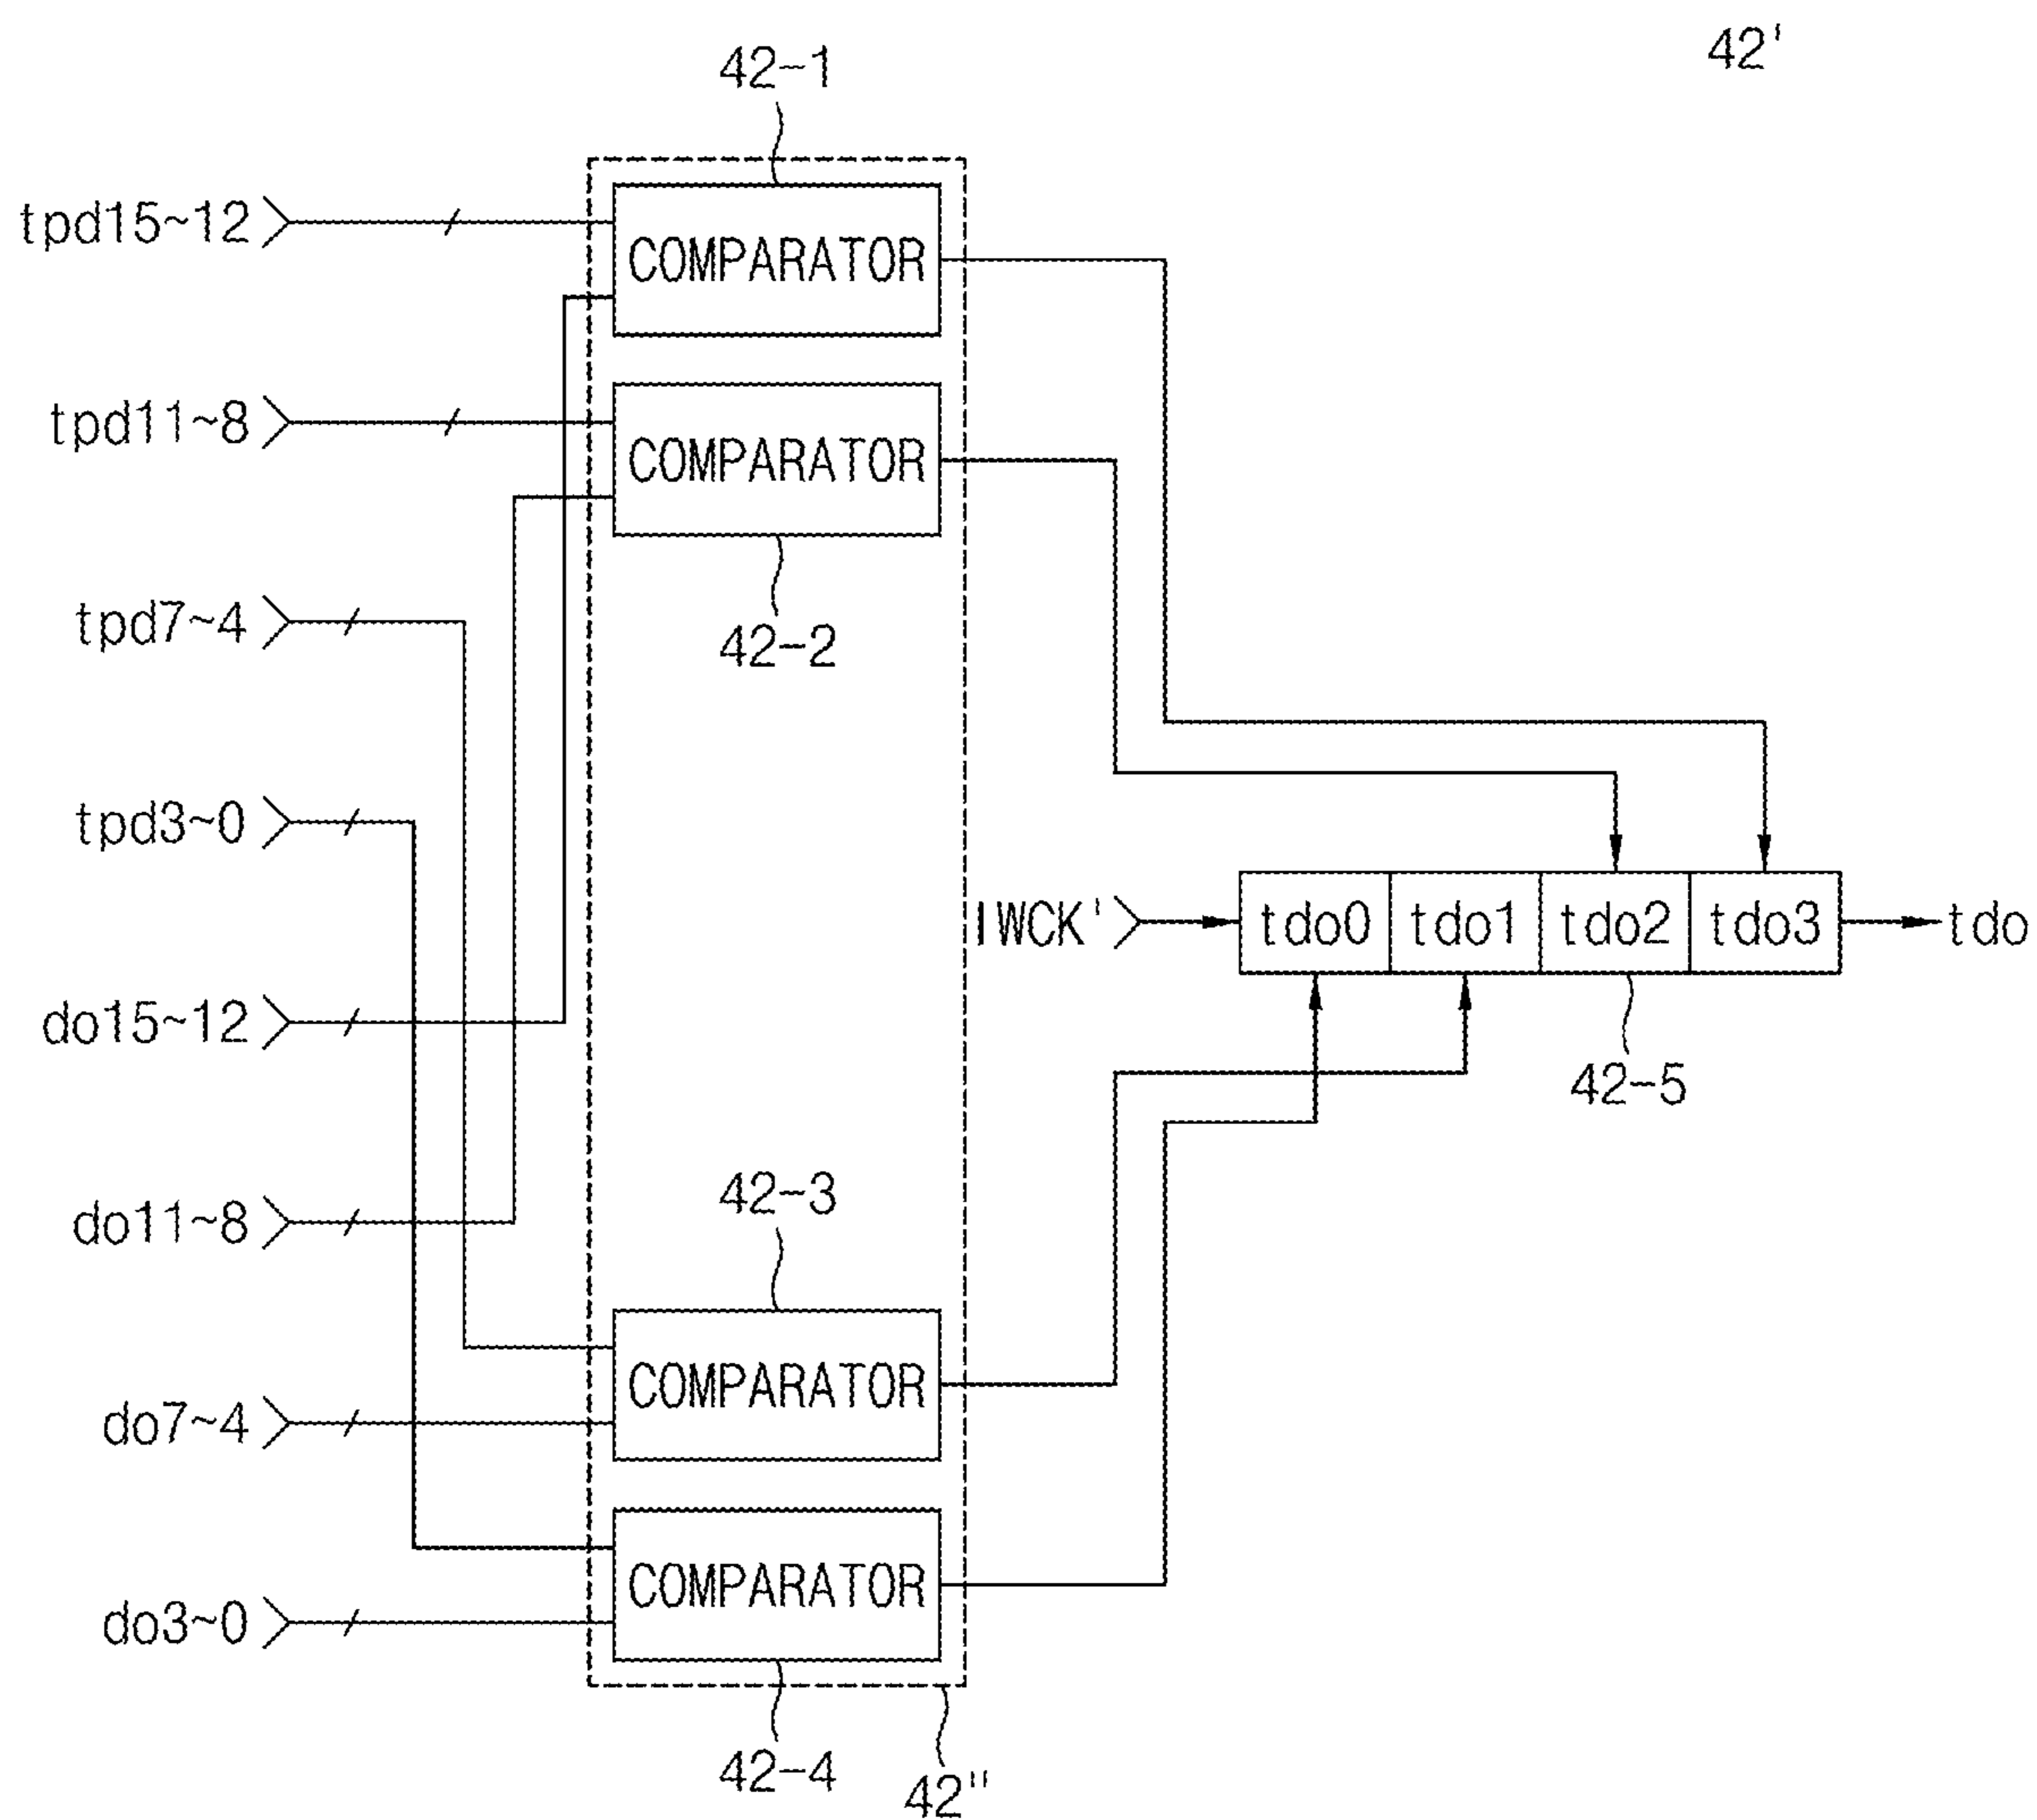 42'
42-1
tpd15~12
COMPARATOR
tpd11~8
COMPARATOR
tpd7~4
42-2
tpd3~0
IWCK'
tdo0
tdo1
tdo2
tdo3
tdo
do15~12
42-5
do11~8
42-3
do7~4
COMPARATOR
COMPARATOR
do3~0
42-4
42"